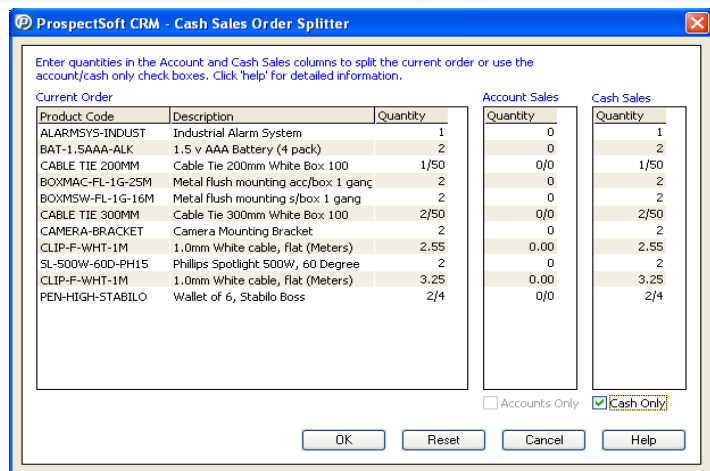 ProspectSoft CRM - Cash Sales Order Splitter
Enter quantities in the Account and Cash Sales columns to split the current order or use the
account/cash only check boxes. Click 'help' for detailed information.
Current Order Account Sales Cash Sales
Product Code Description Quantity Quantity Quantity
ALARMSYS-INDUST Industrial Alarm System 1 0 1
BAT-1.5AAA-ALK 1.5 v AAA Battery (4 pack) 2 0 2
CABLE TIE 200MM Cable Tie 200mm White Box 100 1/50 0/0 1/50
BOXMAC-FL-1G-25M Metal flush mounting acc/box 1 gang 2 0 2
BOXMSW-FL-1G-16M Metal flush mounting s/box 1 gang 2 0 2
CABLE TIE 300MM Cable Tie 300mm White Box 100 2/50 0/0 2/50
CAMERA-BRACKET Camera Mounting Bracket 2 0 2
CLIP-F-WHT-1M 1.0mm White cable, flat (Meters) 2.55 0.00 2.55
SL-500W-60D-PH15 Phillips Spotlight 500W, 60 Degree 2 0 2
CLIP-F-WHT-1M 1.0mm White cable, flat (Meters) 3.25 0.00 3.25
PEN-HIGH-STABILO Wallet of 6, Stabilo Boss 2/4 0/0 2/4
Accounts Only Cash Only
OK Reset Cancel Help